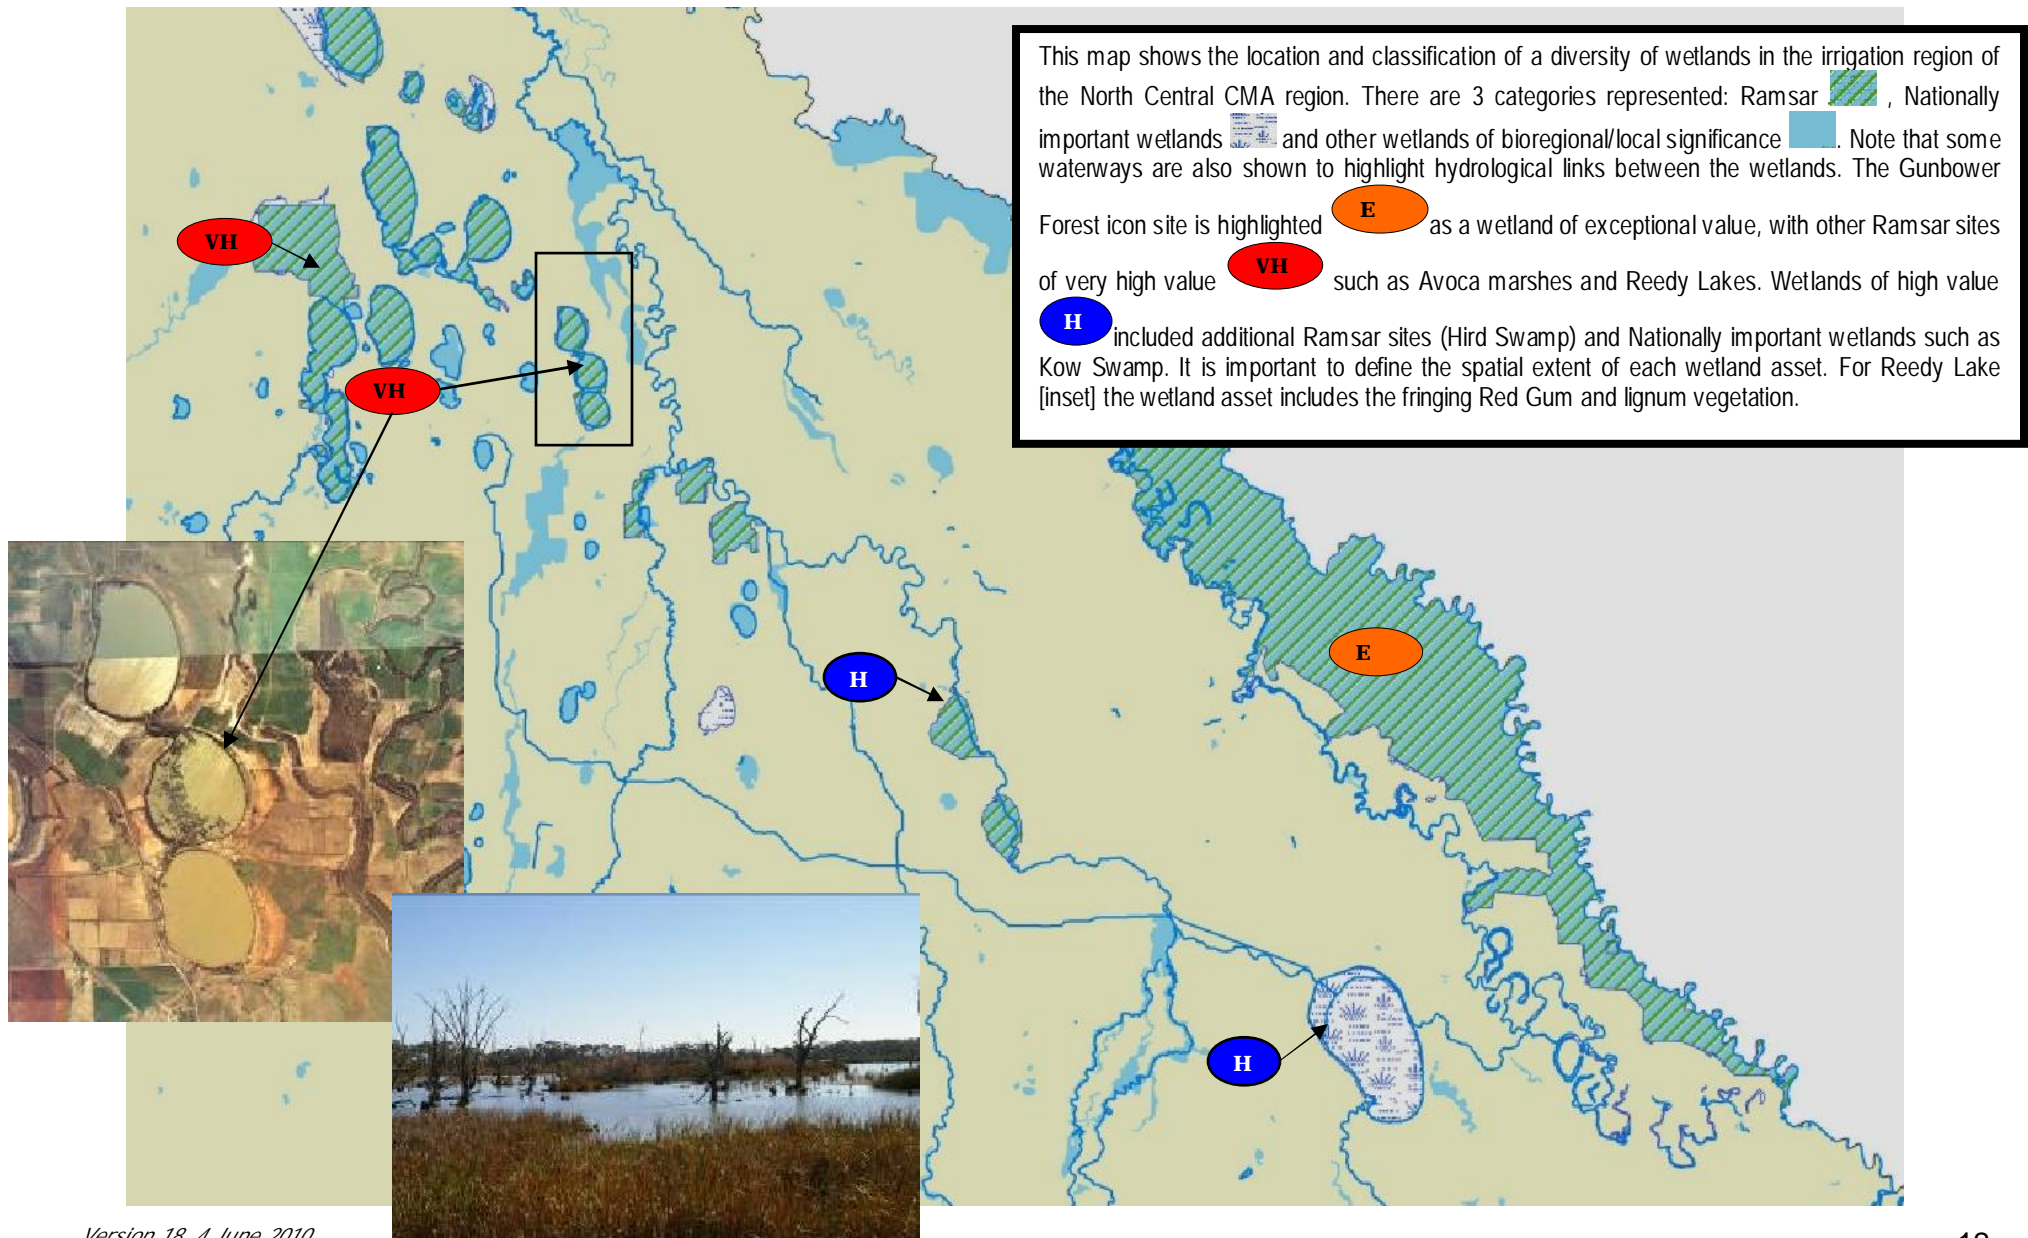 This map shows the location and classification of a diversity of wetlands in the irrigation region of
the North Central CMA region. There are 3 categories represented: Ramsar , Nationally
important wetlands and other wetlands of bioregional/local significance . Note that some
waterways are also shown to highlight hydrological links between the wetlands. The Gunbower
Forest icon site is highlighted E as a wetland of exceptional value, with other Ramsar sites
of very high value VH such as Avoca marshes and Reedy Lakes. Wetlands of high value
H included additional Ramsar sites (Hird Swamp) and Nationally important wetlands such as
Kow Swamp. It is important to define the spatial extent of each wetland asset. For Reedy Lake
[inset] the wetland asset includes the fringing Red Gum and lignum vegetation.
VH
VH
E
H
H
Version 18, 4 June 2010